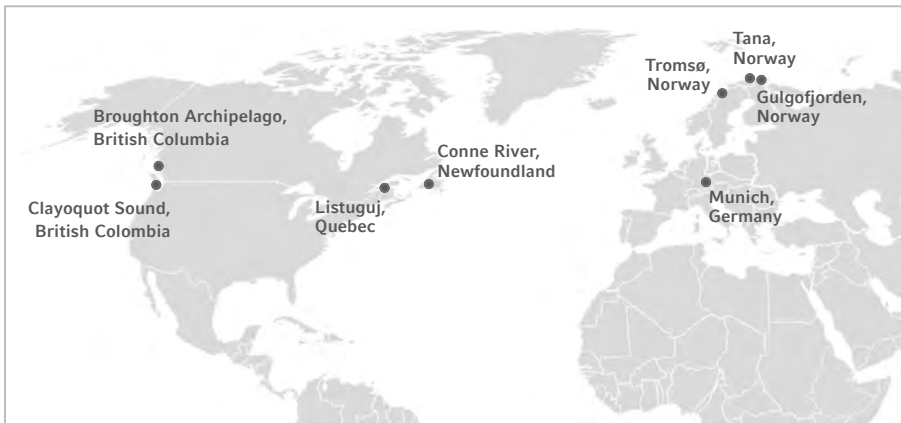 Tana,
Norway
Tromsø,
Norway
Gulgofjorden,
Norway
Broughton Archipelago,
British Columbia
Conne River,
Newfoundland
Clayoquot Sound,
British Colombia
Listuguj,
Quebec
Munich,
Germany